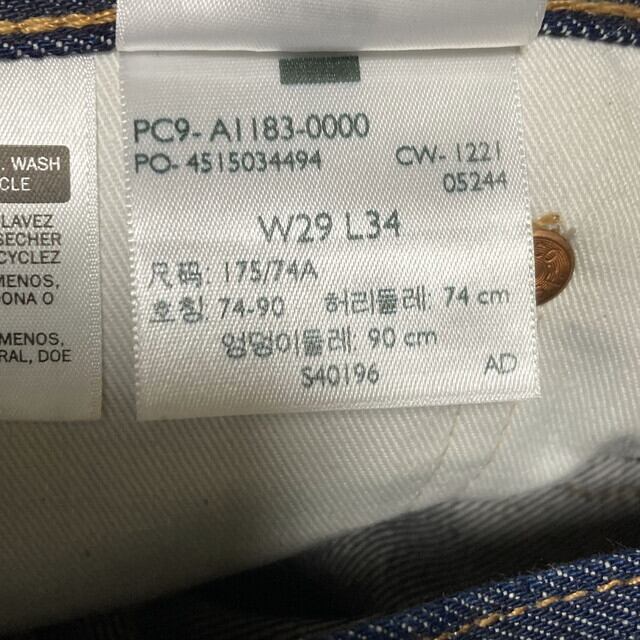 . WASH
CLE
LAVEZ
SECHER
CYCLEZ
MENOS,
DONA O
MENOS,
RAL, DOE
PC9- A1183-0000
PO- 4515034494 CW- 1221
05244
W29 L34
尺码: 175/74A
호칭: 74-90 허리둘레: 74 cm
엉덩이둘레: 90 cm
S40196 AD